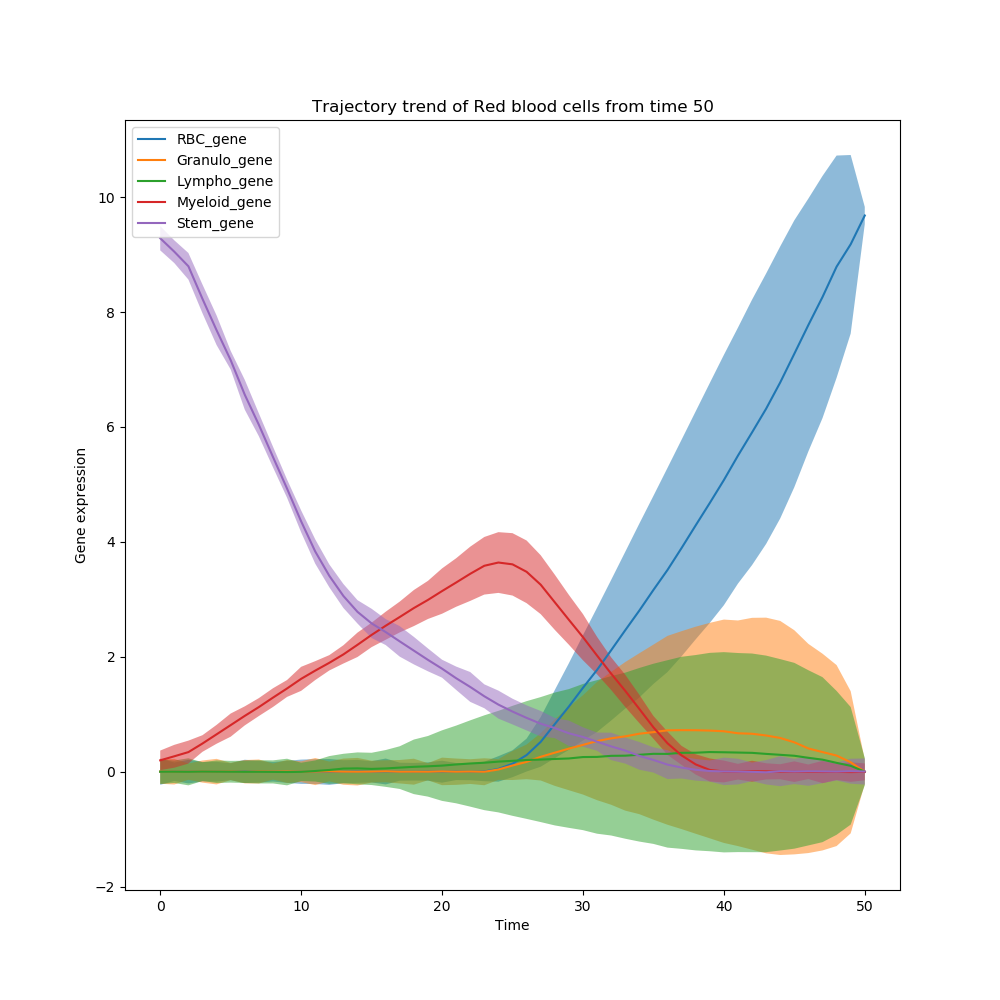 Trajectory trend of Red blood cells from time 50
RBC_gene
Granulo_gene
Lympho_gene
Myeloid_gene
Stem_gene
Gene expression
10
8
6
4
2
0
−2
0 10 20 30 40 50
Time